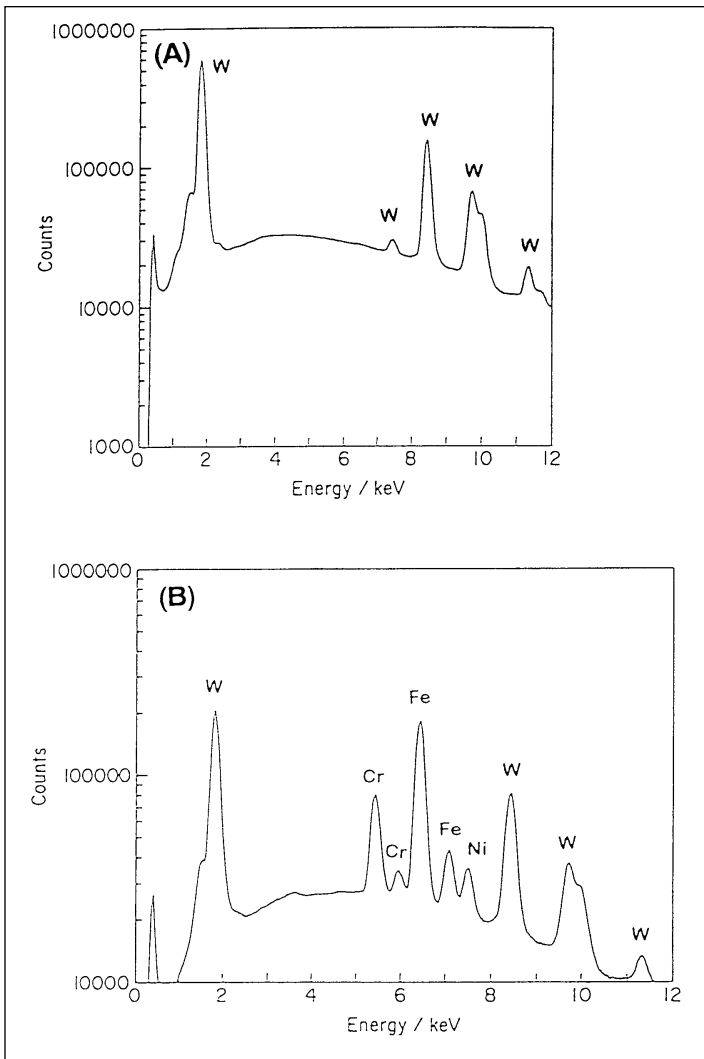 1000000
(A)
W
W
100000
W
W
W
Counts
10000
1000
0 2 4 6 8 10 12
Energy / keV
1000000
(B)
W
Fe
100000
Cr
W
Cr
Fe
Ni
W
W
Counts
10000
0 2 4 6 8 10 12
Energy / keV